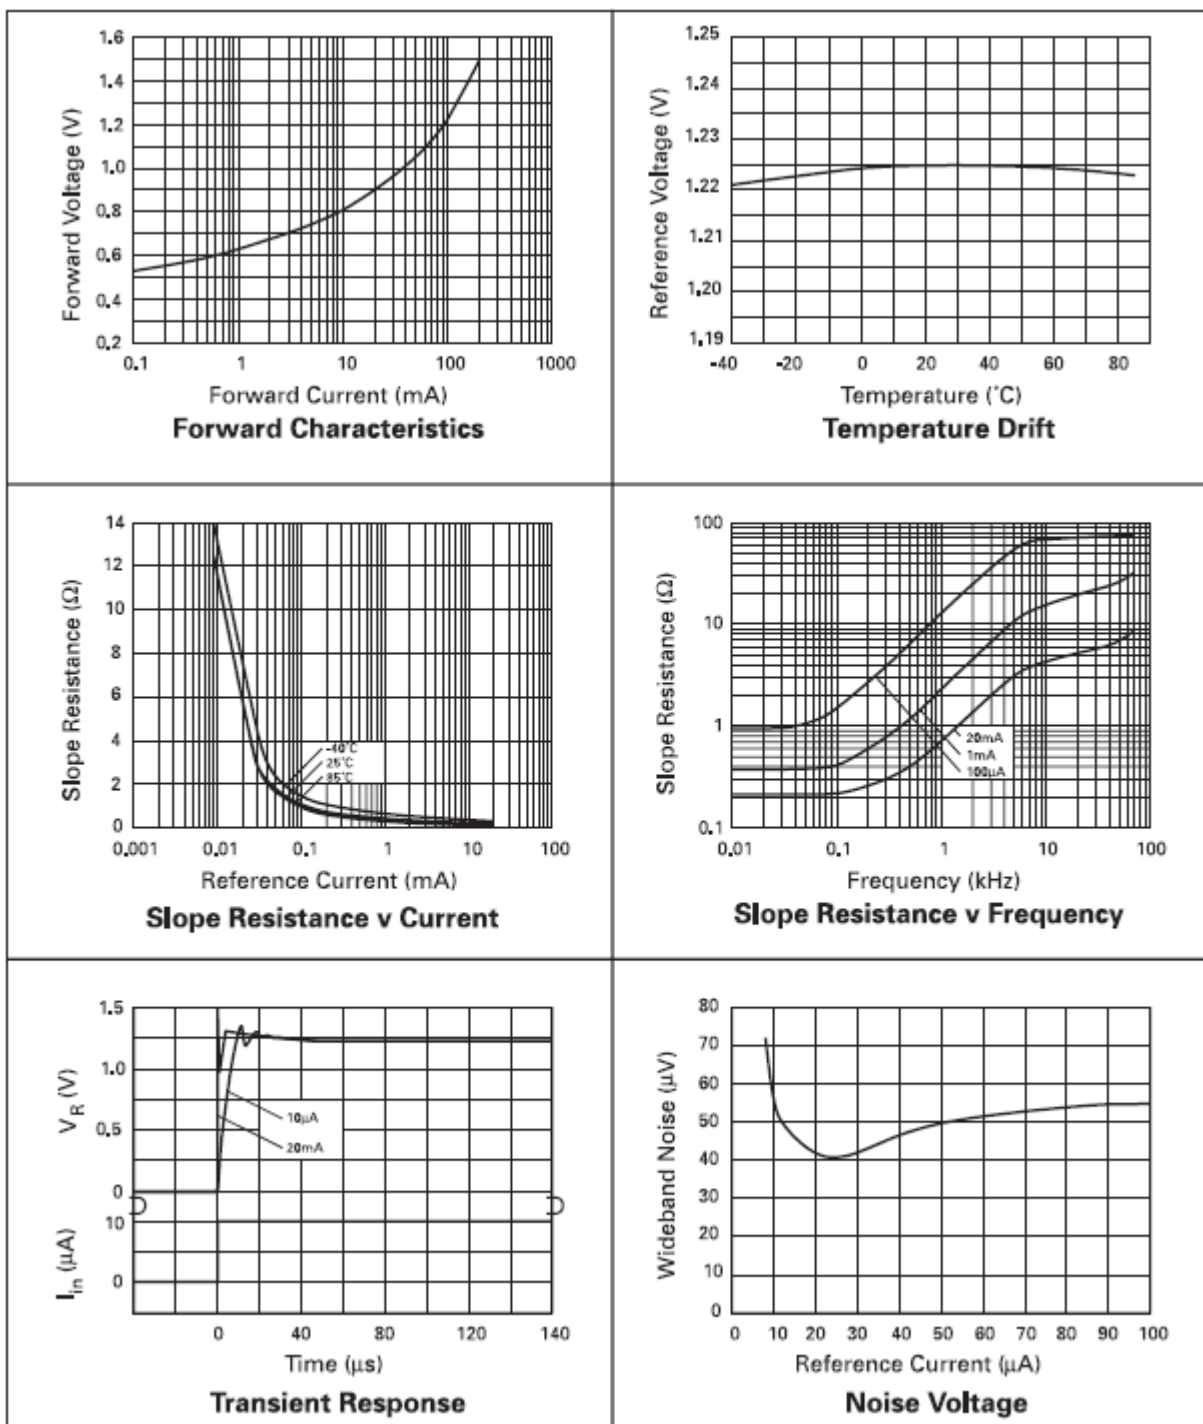 1.6
1.4
1.2
1.0
0.8
0.6
0.4
0.2
Forward Voltage (V)
0.1 1 10 100 1000
Forward Current (mA)
Forward Characteristics
1.25
1.24
1.23
1.22
1.21
1.20
1.19
Reference Voltage (V)
-40 -20 0 20 40 60 80
Temperature (°C)
Temperature Drift
14
12
10
8
6
4
2
0
Slope Resistance (Ω)
-40°C
25°C
85°C
0.001 0.01 0.1 1 10 100
Reference Current (mA)
Slope Resistance v Current
100
10
1
0.1
Slope Resistance (Ω)
20mA
1mA
100μA
0.01 0.1 1 10 100
Frequency (kHz)
Slope Resistance v Frequency
1.5
1.0
0.5
0
V_R (V)
10μA
20mA
10
0
I_in (μA)
0 40 80 120 140
Time (μs)
Transient Response
80
70
60
50
40
30
20
10
0
Wideband Noise (μV)
0 10 20 30 40 50 60 70 80 90 100
Reference Current (μA)
Noise Voltage